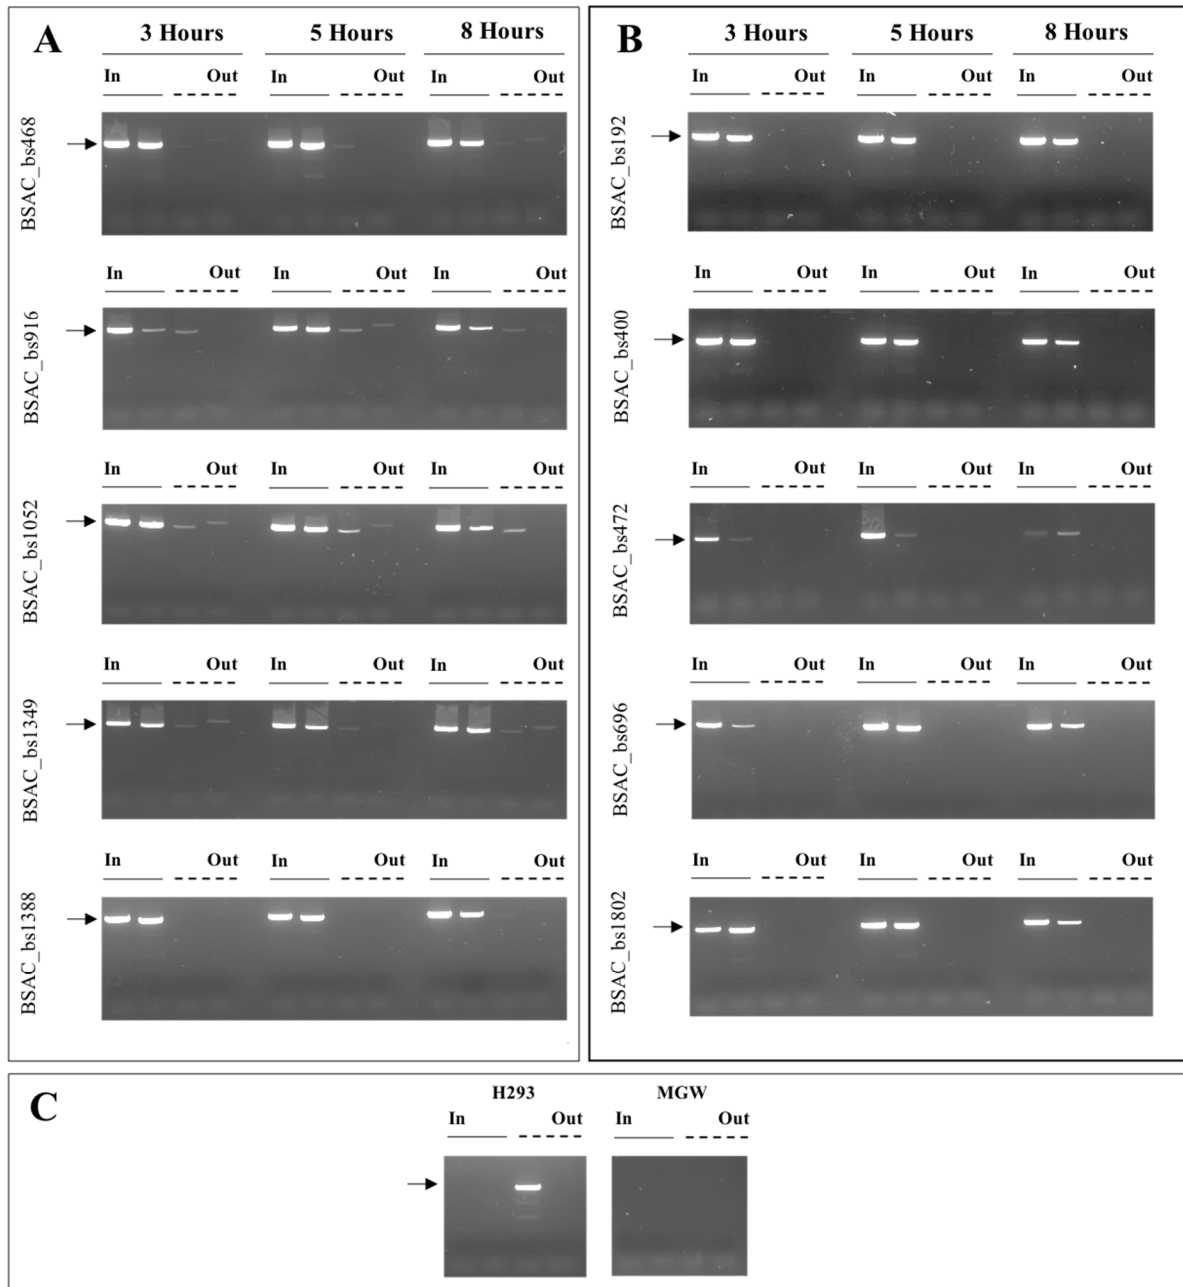 A
3 Hours 5 Hours 8 Hours
In Out In Out In Out
BSAC_bs468
In Out In Out In Out
BSAC_bs916
In Out In Out In Out
BSAC_bs1052
In Out In Out In Out
BSAC_bs1349
In Out In Out In Out
BSAC_bs1388
B
3 Hours 5 Hours 8 Hours
In Out In Out In Out
BSAC_bs192
In Out In Out In Out
BSAC_bs400
In Out In Out In Out
BSAC_bs472
In Out In Out In Out
BSAC_bs696
In Out In Out In Out
BSAC_bs1802
C
H293 MGW
In Out In Out